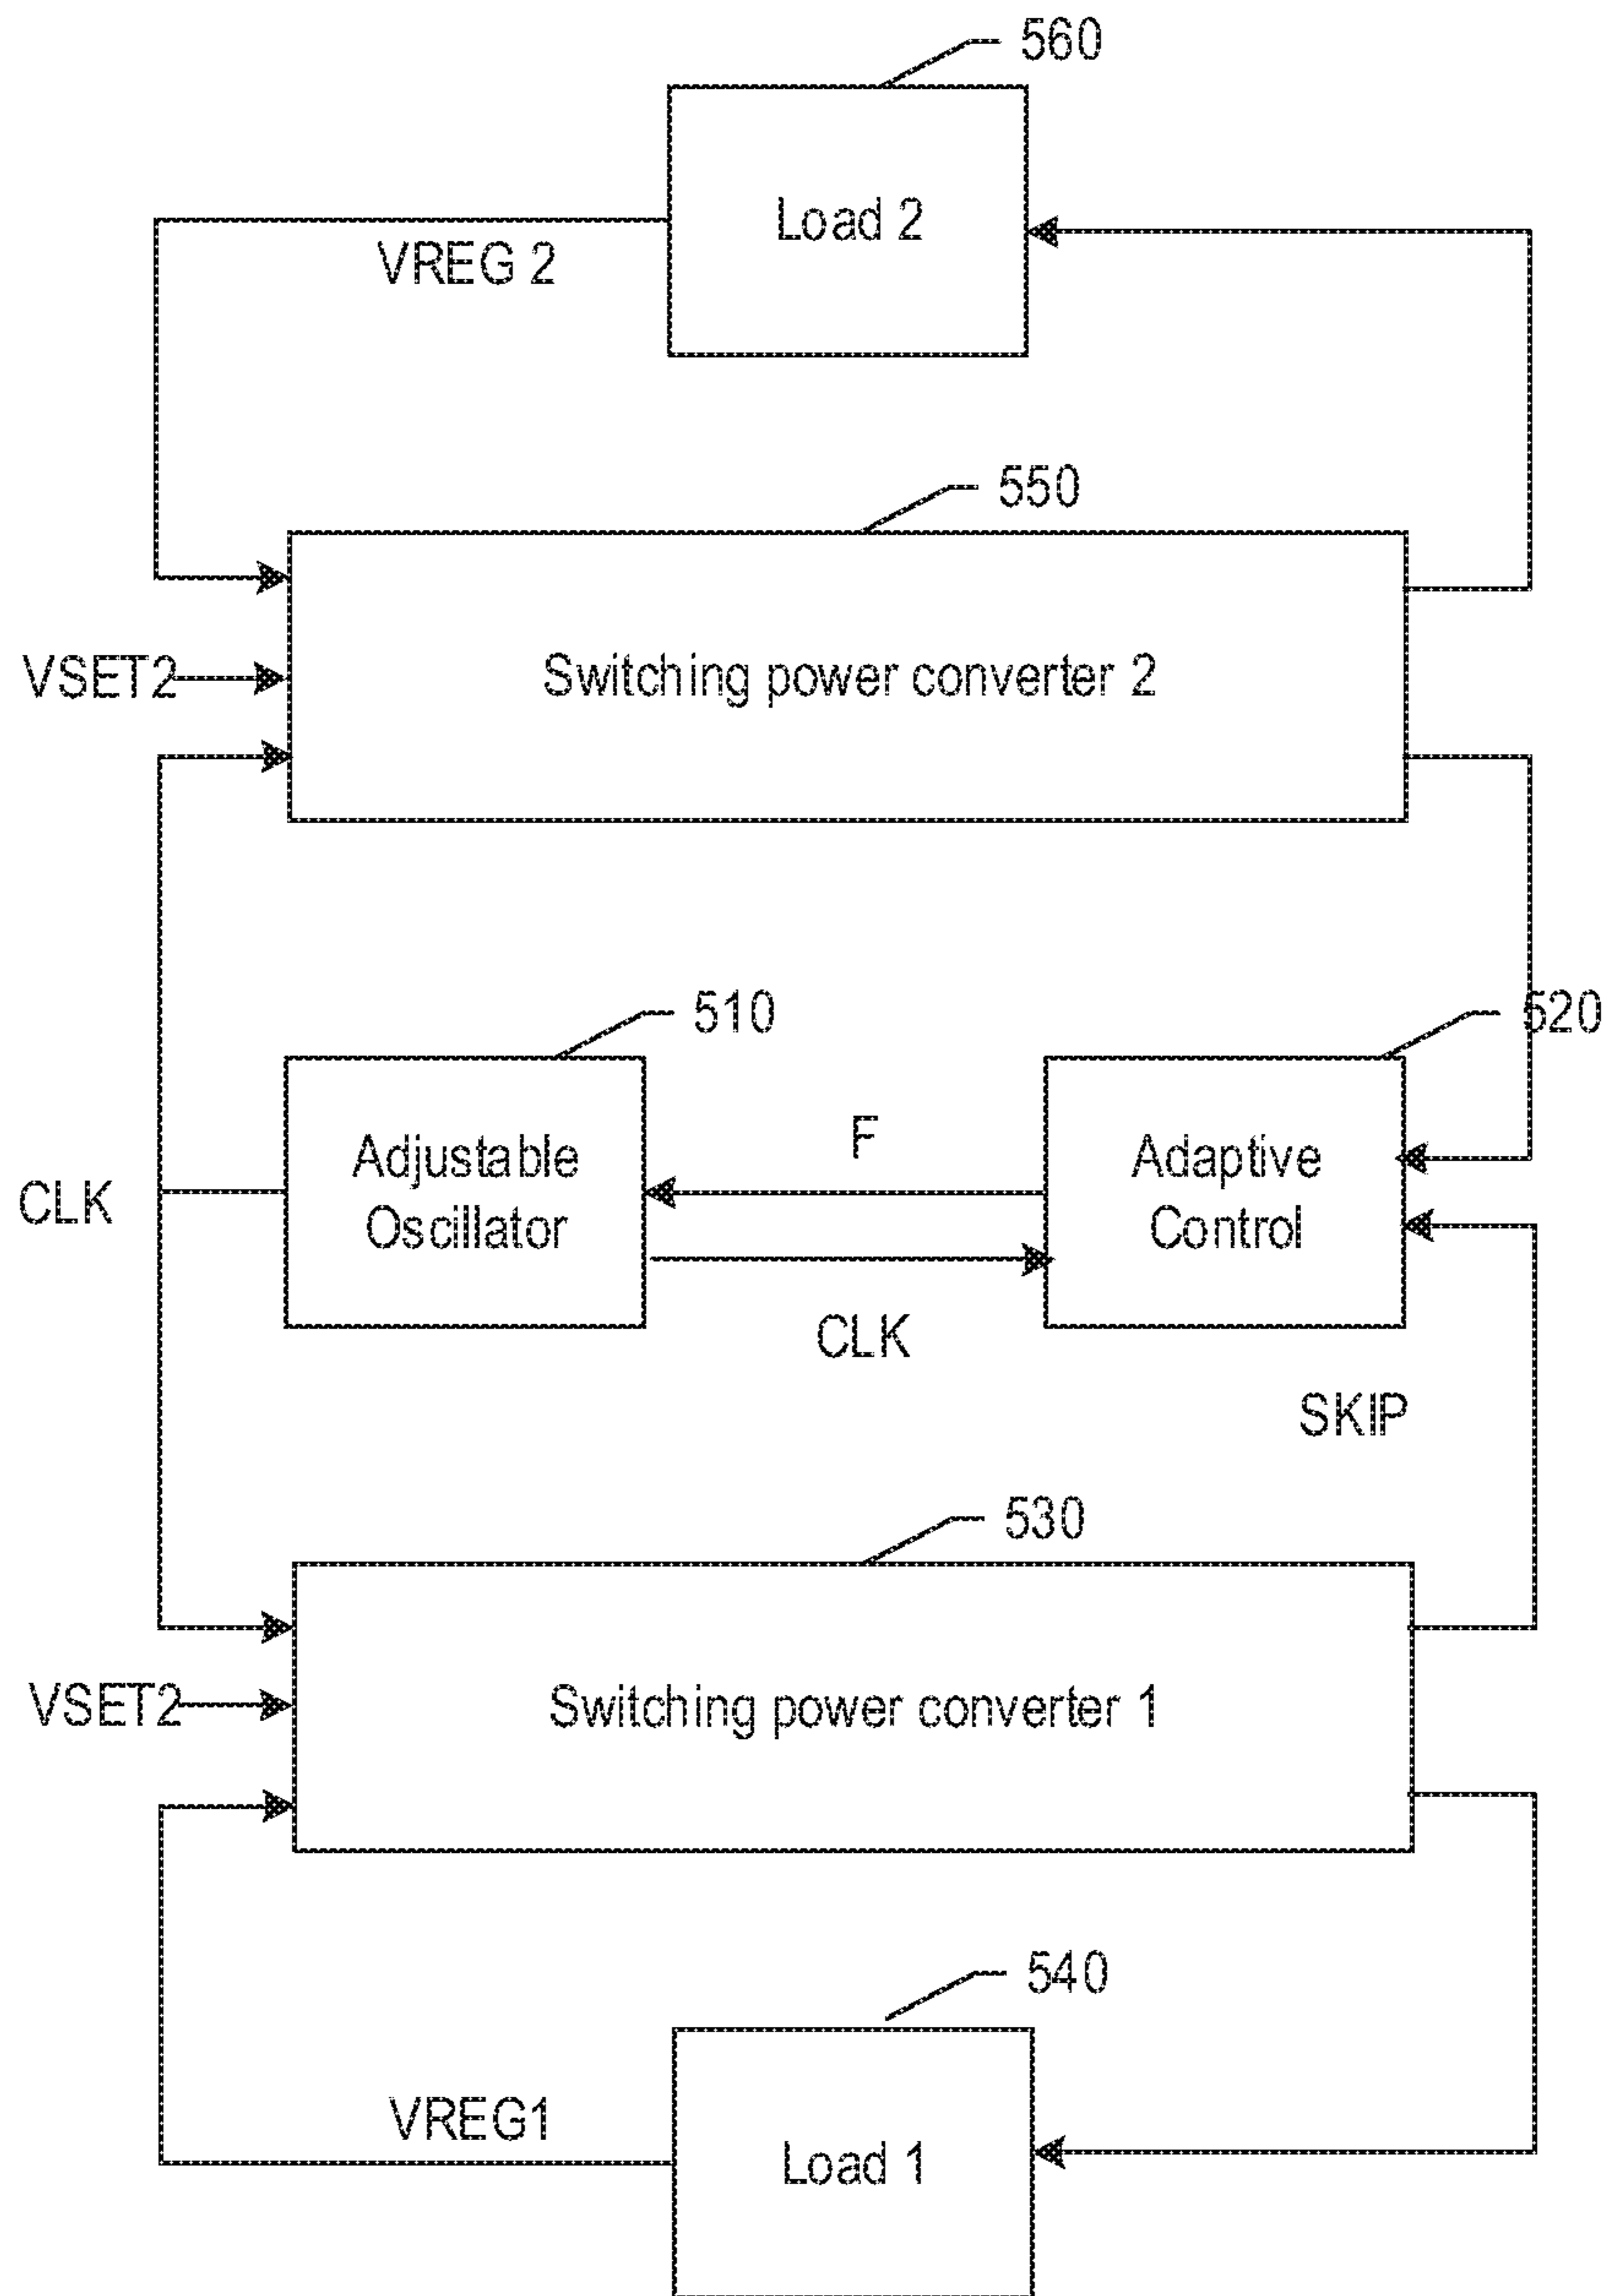 560
Load 2
VREG 2
550
VSET2
Switching power converter 2
510
520
Adjustable
Oscillator
F
Adaptive
Control
CLK
CLK
SKIP
530
VSET2
Switching power converter 1
540
VREG1
Load 1